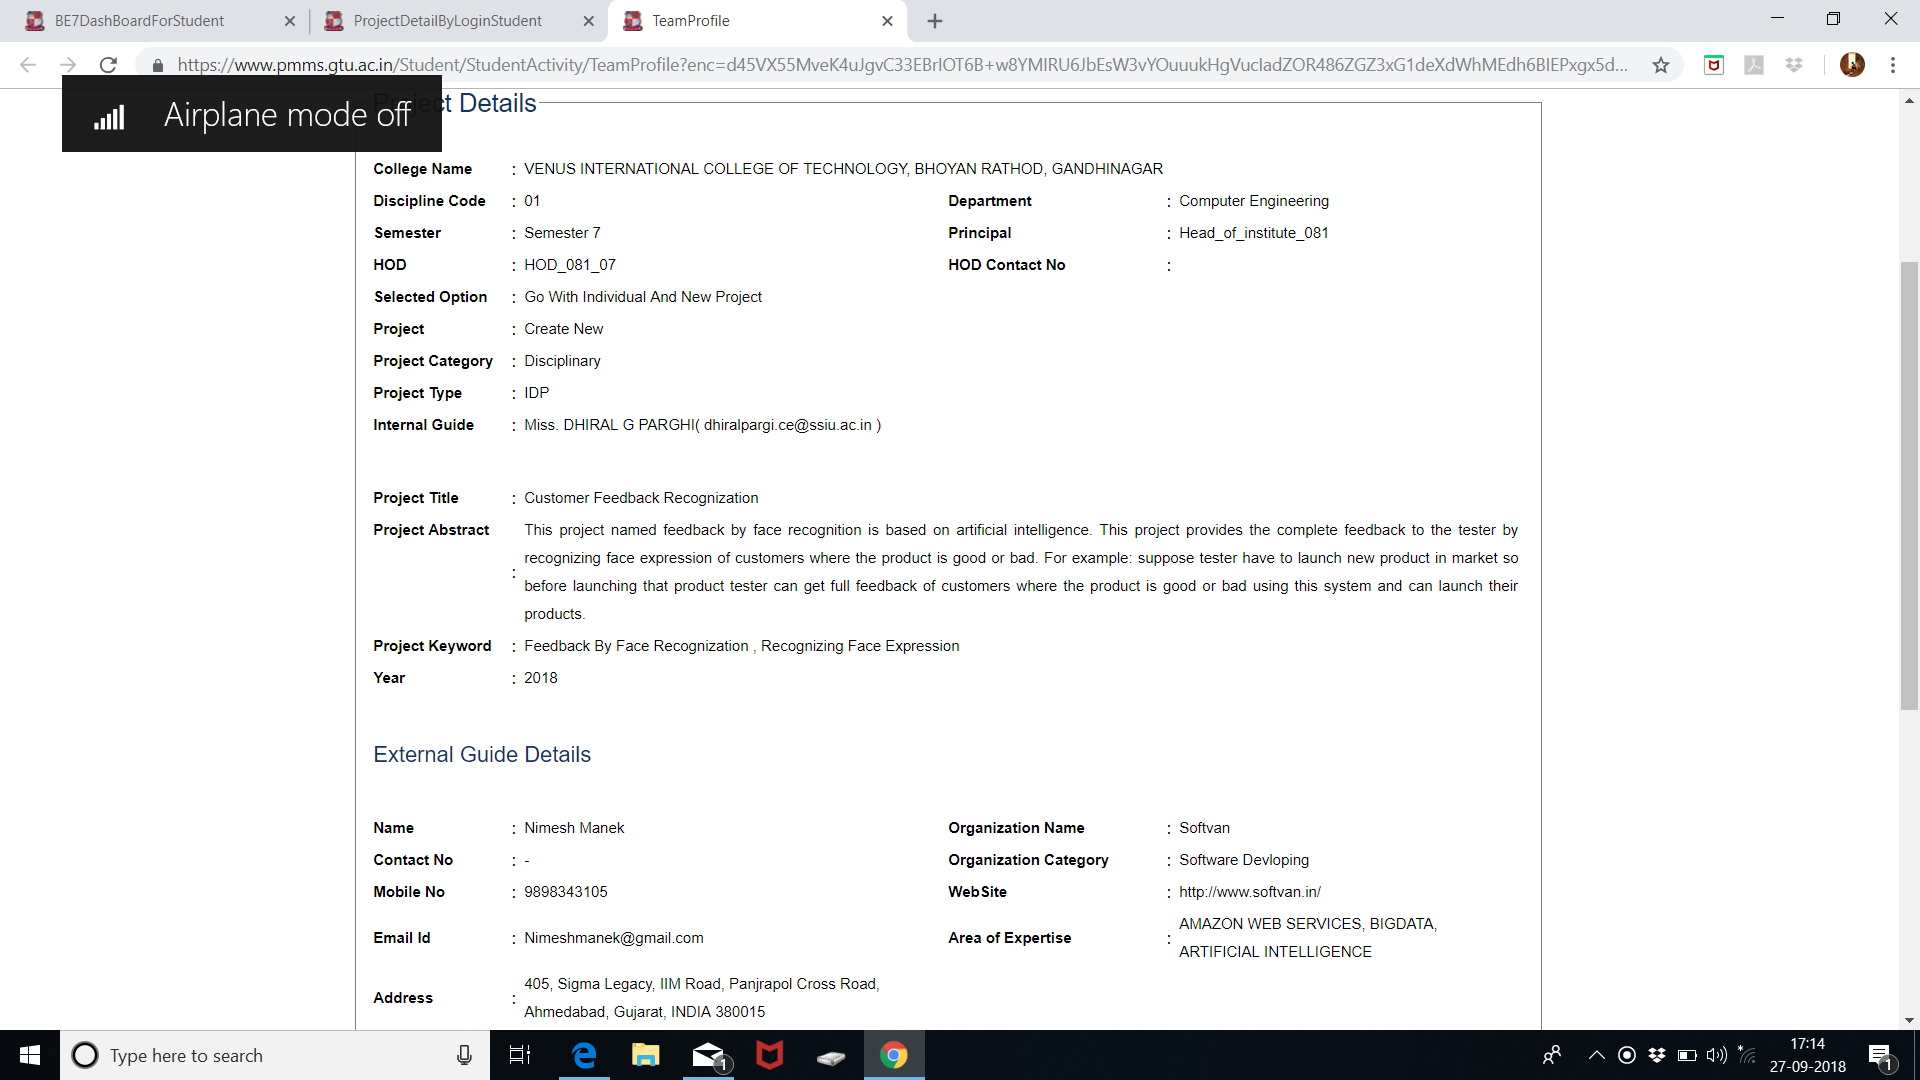 BE7DashBoardForStudent
ProjectDetailByLoginStudent
TeamProfile
https://www.pmms.gtu.ac.in/Student/StudentActivity/TeamProfile?enc=d45VX55MveK4uJgvC33EBrIOT6B+w8YMIRU6JbEsW3vYOuuukHgVucIadZOR486ZGZ3xG1deXdWhMEdh6BIEPxgx5d...
Airplane mode off
Project Details
College Name : VENUS INTERNATIONAL COLLEGE OF TECHNOLOGY, BHOYAN RATHOD, GANDHINAGAR
Discipline Code : 01 Department : Computer Engineering
Semester : Semester 7 Principal : Head_of_institute_081
HOD : HOD_081_07 HOD Contact No :
Selected Option : Go With Individual And New Project
Project : Create New
Project Category : Disciplinary
Project Type : IDP
Internal Guide : Miss. DHIRAL G PARGHI( dhiralpargi.ce@ssiu.ac.in )
Project Title : Customer Feedback Recognization
Project Abstract : This project named feedback by face recognition is based on artificial intelligence. This project provides the complete feedback to the tester by
recognizing face expression of customers where the product is good or bad. For example: suppose tester have to launch new product in market so
before launching that product tester can get full feedback of customers where the product is good or bad using this system and can launch their
products.
Project Keyword : Feedback By Face Recognization , Recognizing Face Expression
Year : 2018
External Guide Details
Name : Nimesh Manek Organization Name : Softvan
Contact No : - Organization Category : Software Devloping
Mobile No : 9898343105 WebSite : http://www.softvan.in/
Email Id : Nimeshmanek@gmail.com Area of Expertise : AMAZON WEB SERVICES, BIGDATA,
ARTIFICIAL INTELLIGENCE
Address : 405, Sigma Legacy, IIM Road, Panjrapol Cross Road,
Ahmedabad, Gujarat, INDIA 380015
Type here to search
1
17:14
27-09-2018
1